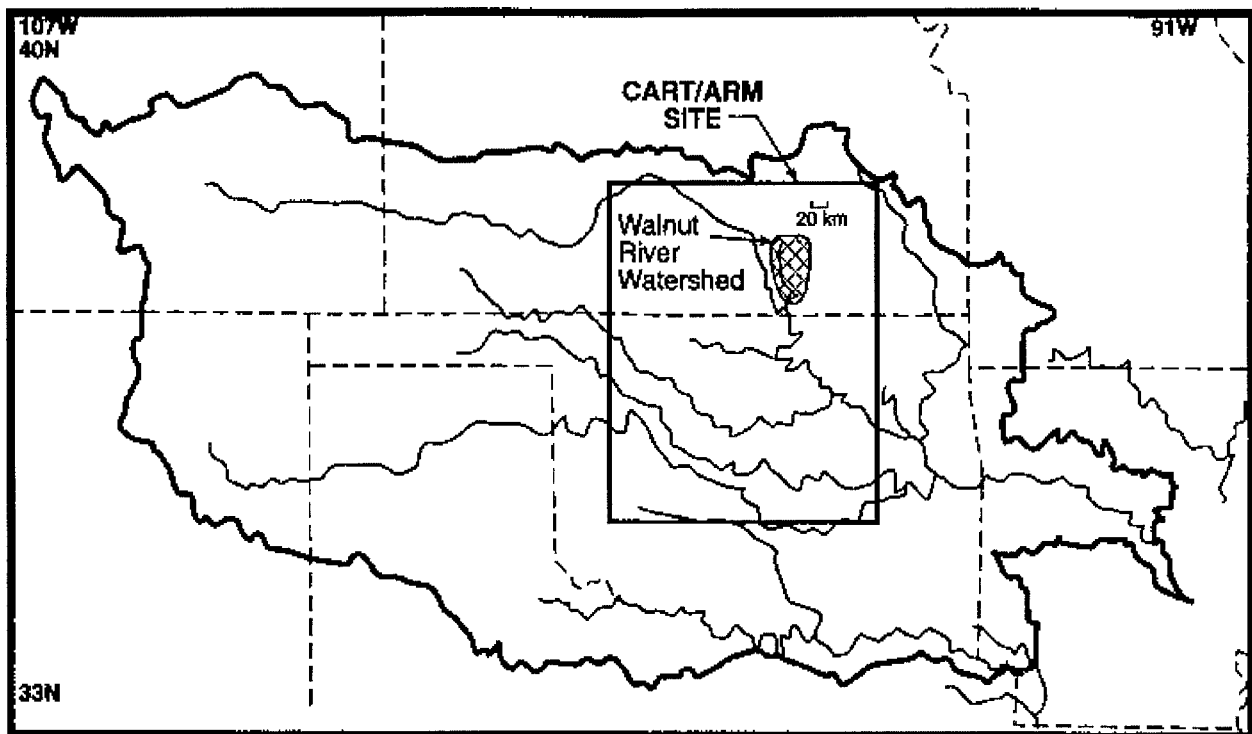 107W
40N
91W
CART/ARM
SITE
20 km
Walnut
River
Watershed
33N